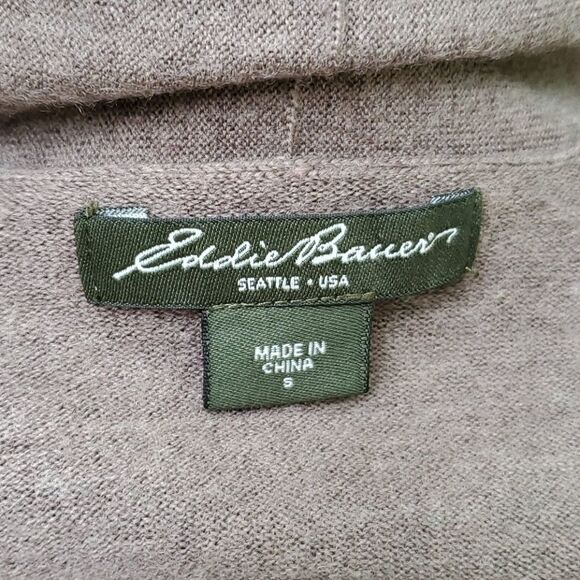 Eddie Bauer
SEATTLE • USA
MADE IN
CHINA
S